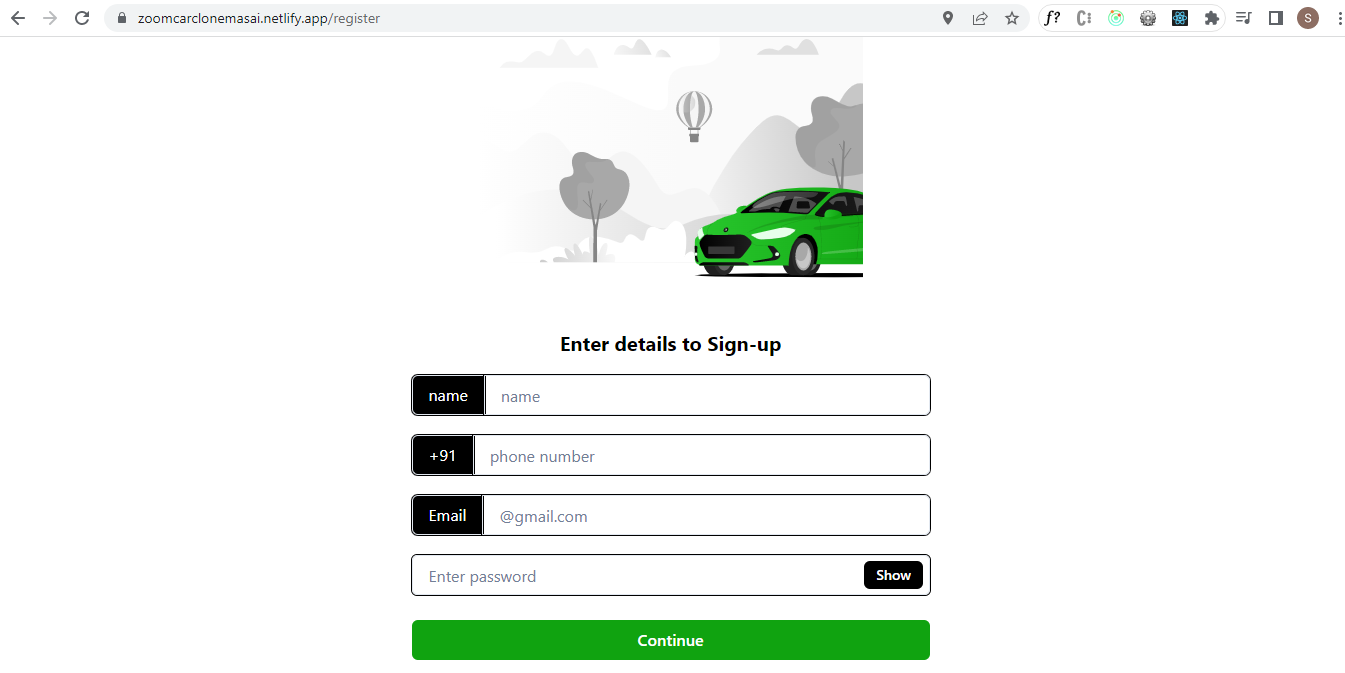 zoomcarclonemasai.netlify.app/register
f?
S
Enter details to Sign-up
name name
+91 phone number
Email @gmail.com
Enter password Show
Continue